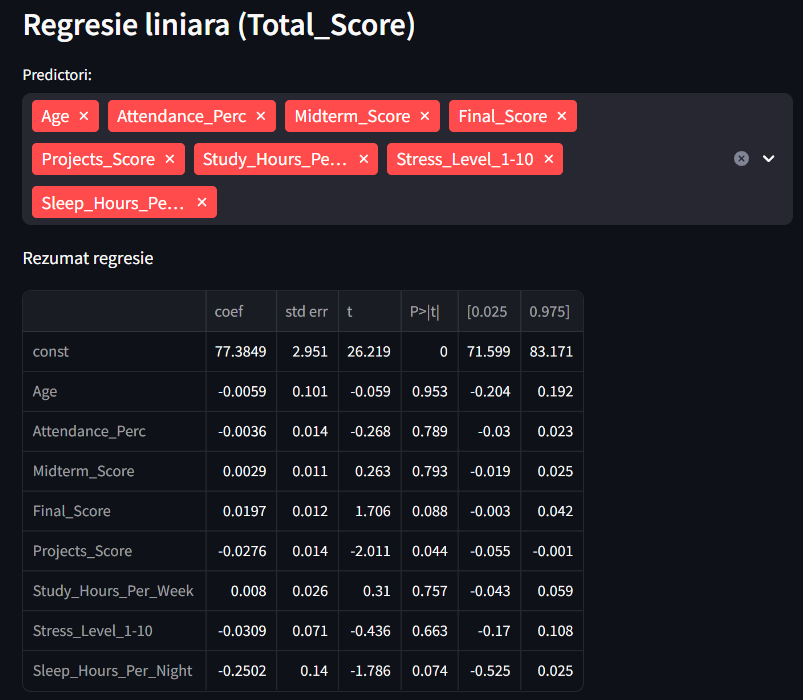 Regresie liniara (Total_Score)
Predictori:
Age × Attendance_Perc × Midterm_Score × Final_Score ×
Projects_Score × Study_Hours_Pe... × Stress_Level_1-10 ×
Sleep_Hours_Pe... ×
Rezumat regresie
coef std err t P>|t| [0.025 0.975]
const 77.3849 2.951 26.219 0 71.599 83.171
Age -0.0059 0.101 -0.059 0.953 -0.204 0.192
Attendance_Perc -0.0036 0.014 -0.268 0.789 -0.03 0.023
Midterm_Score 0.0029 0.011 0.263 0.793 -0.019 0.025
Final_Score 0.0197 0.012 1.706 0.088 -0.003 0.042
Projects_Score -0.0276 0.014 -2.011 0.044 -0.055 -0.001
Study_Hours_Per_Week 0.008 0.026 0.31 0.757 -0.043 0.059
Stress_Level_1-10 -0.0309 0.071 -0.436 0.663 -0.17 0.108
Sleep_Hours_Per_Night -0.2502 0.14 -1.786 0.074 -0.525 0.025